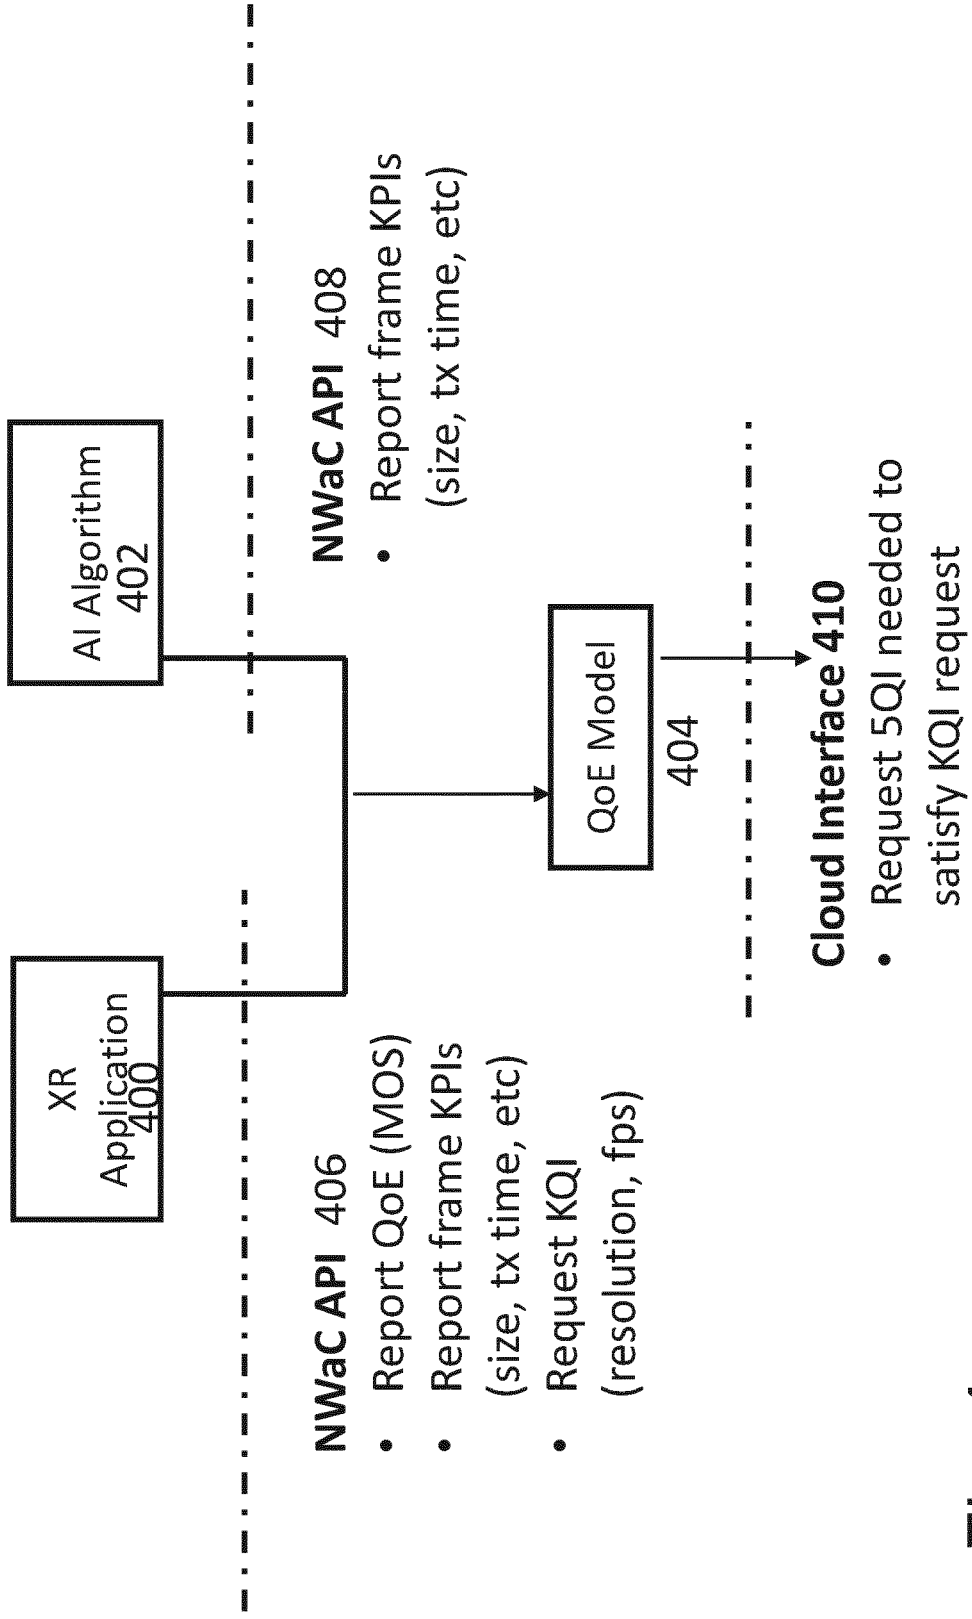 XR
Application
400
AI Algorithm
402
NWaC API 406
• Report QoE (MOS)
• Report frame KPIs
(size, tx time, etc)
• Request KQI
(resolution, fps)
NWaC API 408
• Report frame KPIs
(size, tx time, etc)
QoE Model
404
Cloud Interface 410
• Request 5QI needed to
satisfy KQI request